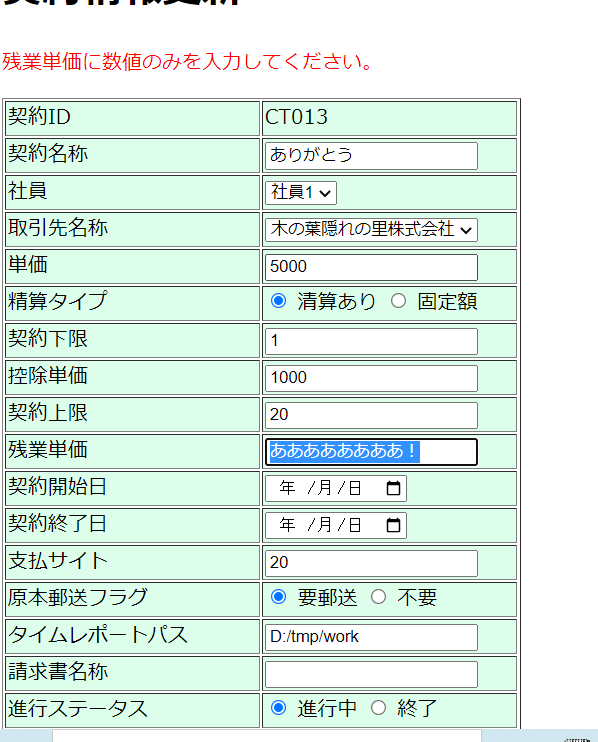 残業単価に数値のみを入力してください。
契約ID CT013
契約名称 ありがとう
社員 社員1
取引先名称 木の葉隠れの里株式会社
単価 5000
精算タイプ 清算あり 固定額
契約下限 1
控除単価 1000
契約上限 20
残業単価 ああああああああ！
契約開始日 年 /月/日
契約終了日 年 /月/日
支払サイト 20
原本郵送フラグ 要郵送 不要
タイムレポートパス D:/tmp/work
請求書名称
進行ステータス 進行中 終了